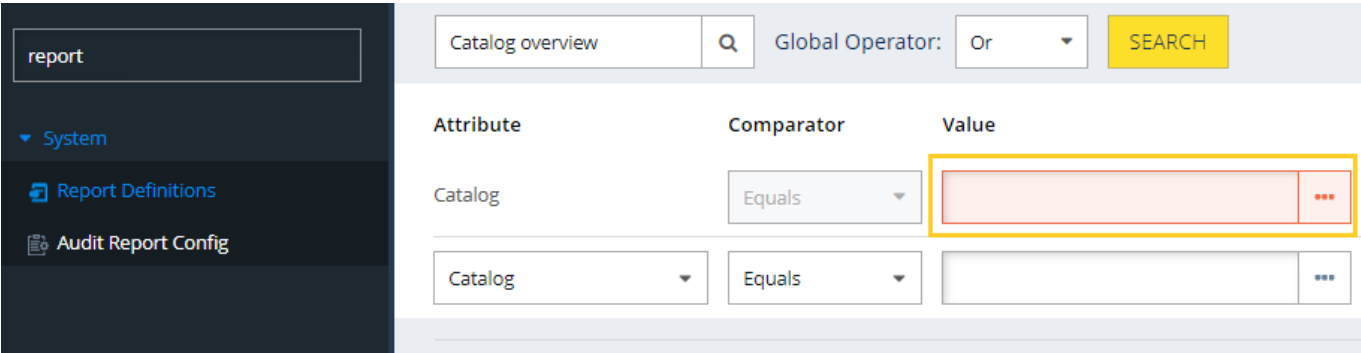 report
System
Report Definitions
Audit Report Config
Catalog overview
Global Operator: Or SEARCH
Attribute Comparator Value
Catalog Equals
Catalog Equals